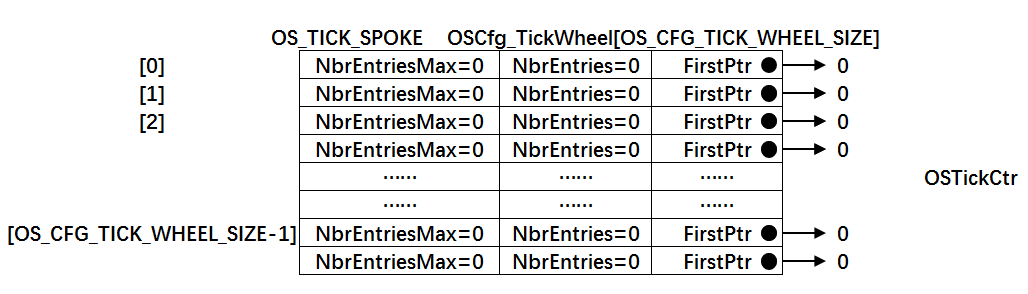 OS_TICK_SPOKE OSCfg_TickWheel[OS_CFG_TICK_WHEEL_SIZE]
[0] NbrEntriesMax=0 NbrEntries=0 FirstPtr 0
[1] NbrEntriesMax=0 NbrEntries=0 FirstPtr 0
[2] NbrEntriesMax=0 NbrEntries=0 FirstPtr 0
NbrEntriesMax=0 NbrEntries=0 FirstPtr 0
...... ...... ......
OSTickCtr
...... ...... ......
[OS_CFG_TICK_WHEEL_SIZE-1] NbrEntriesMax=0 NbrEntries=0 FirstPtr 0
NbrEntriesMax=0 NbrEntries=0 FirstPtr 0